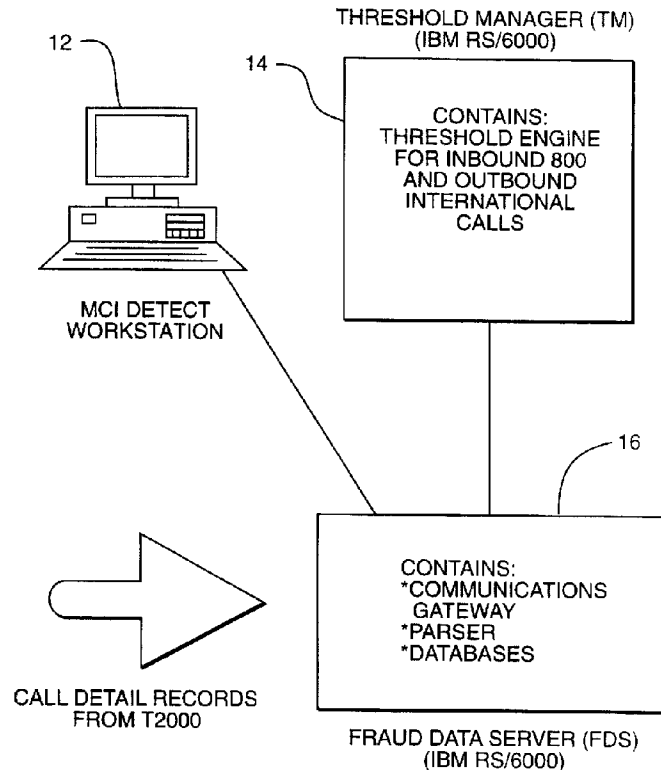 THRESHOLD MANAGER (TM)
(IBM RS/6000)
12
14
CONTAINS:
THRESHOLD ENGINE
FOR INBOUND 800
AND OUTBOUND
INTERNATIONAL
CALLS
MCI DETECT
WORKSTATION
16
CONTAINS:
*COMMUNICATIONS
GATEWAY
*PARSER
*DATABASES
CALL DETAIL RECORDS
FROM T2000
FRAUD DATA SERVER (FDS)
(IBM RS/6000)